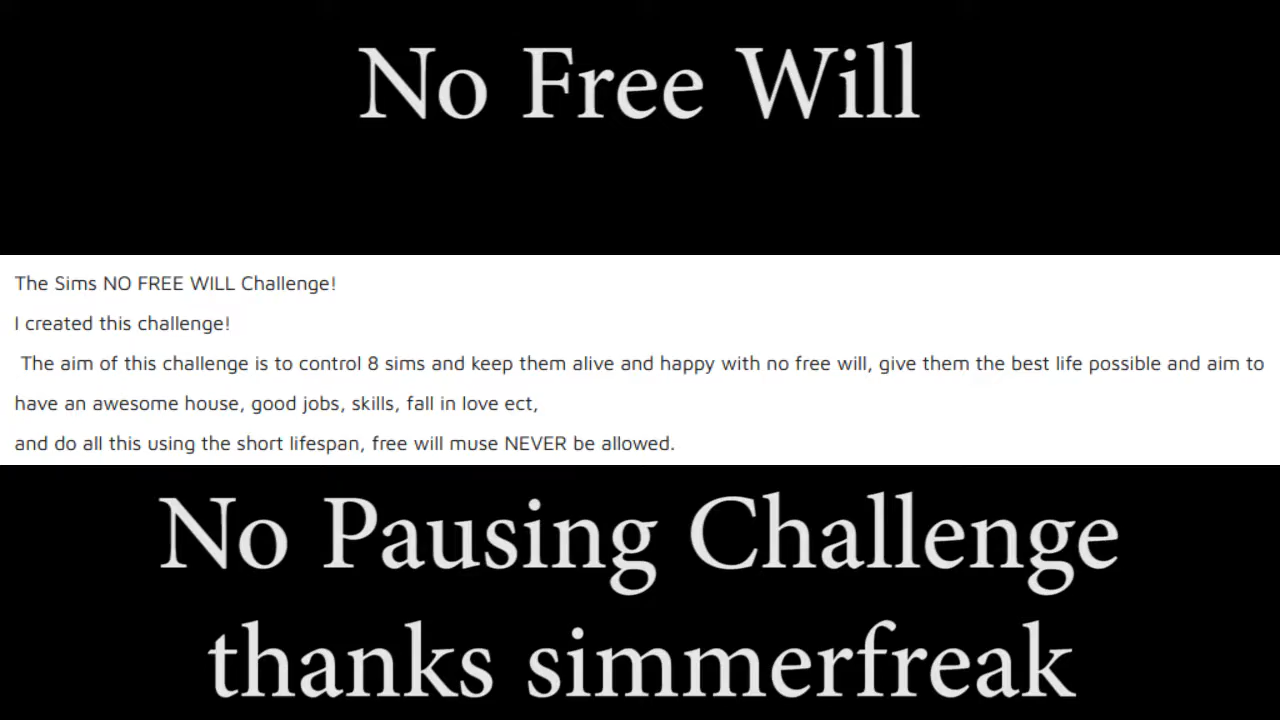 No Free Will
The Sims NO FREE WILL Challenge!
I created this challenge!
The aim of this challenge is to control 8 sims and keep them alive and happy with no free will, give them the best life possible and aim to
have an awesome house, good jobs, skills, fall in love ect,
and do all this using the short lifespan, free will muse NEVER be allowed.
No Pausing Challenge
thanks simmerfreak